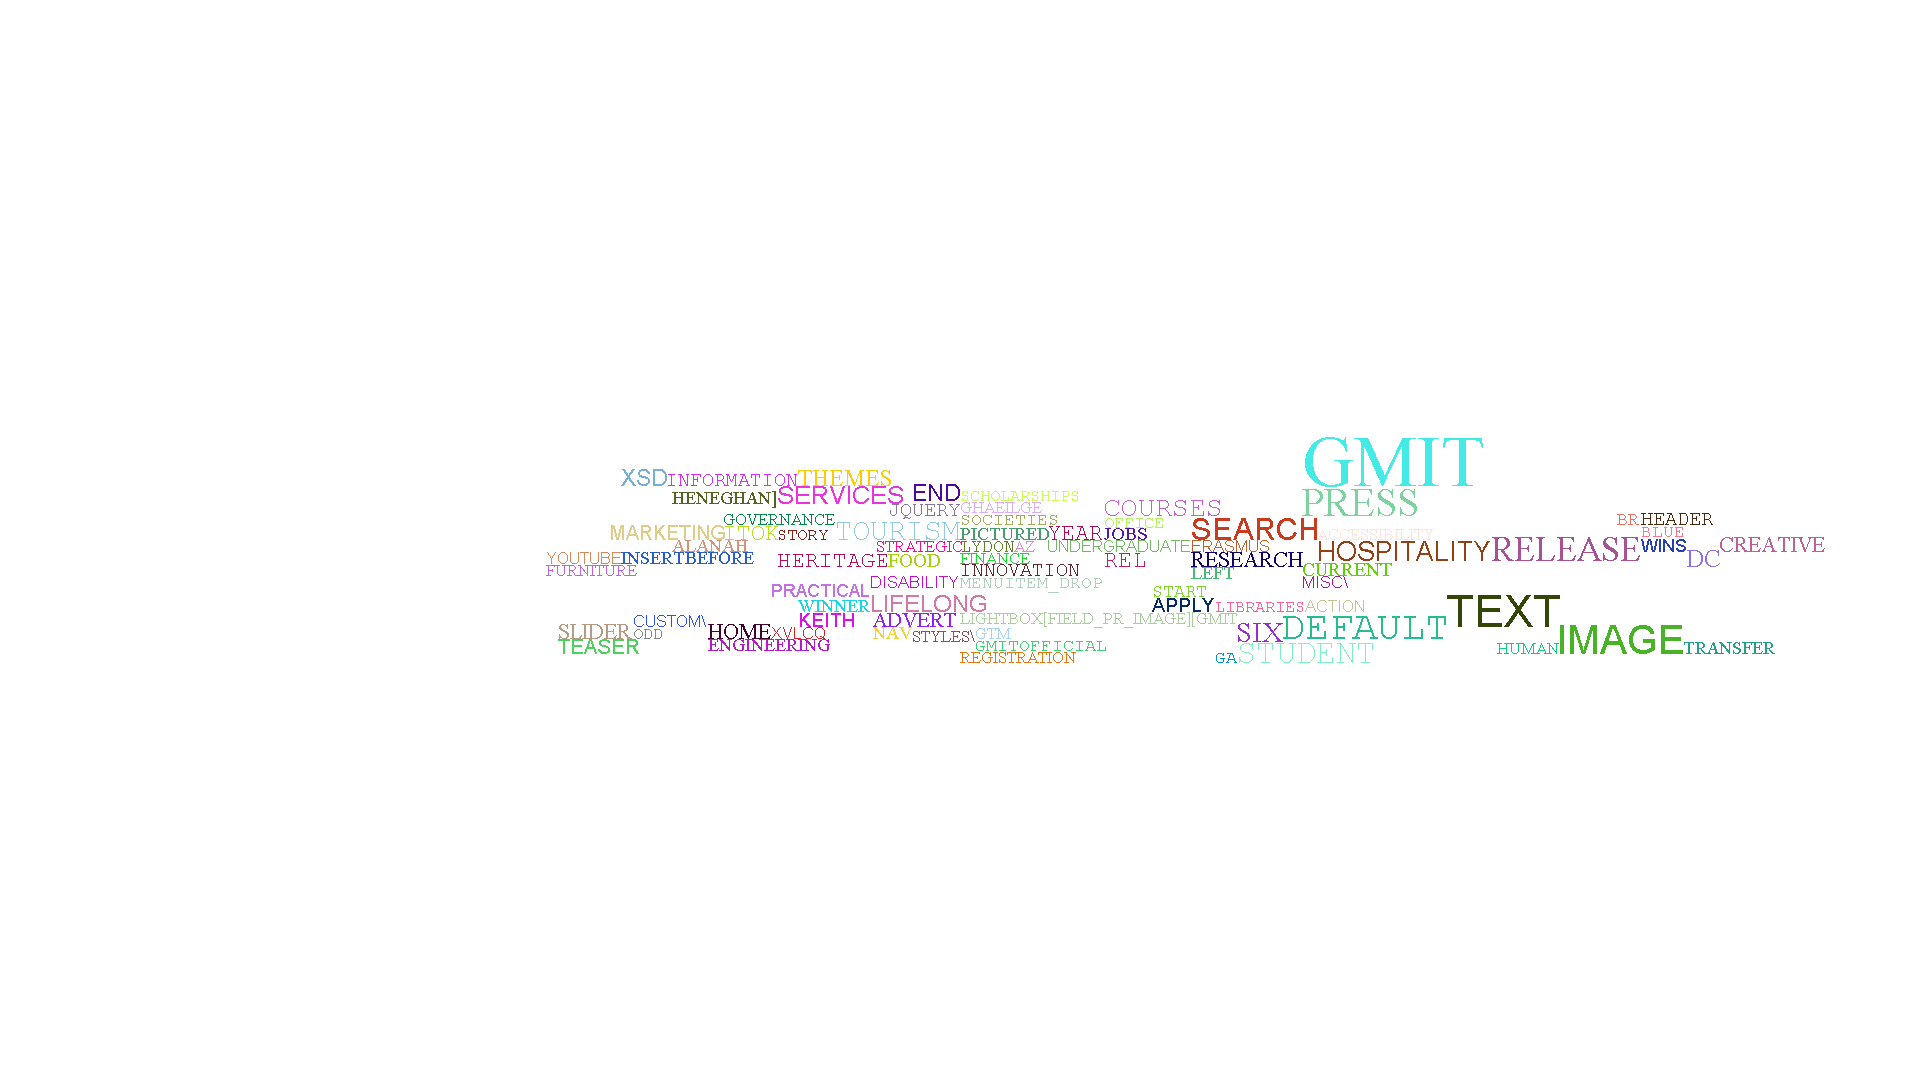 GMIT
XSD INFORMATION THEMES
HENEGHAN] SERVICES END SCHOLARSHIPS PRESS
JQUERY GHAEILGE COURSES
GOVERNANCE SOCIETIES OFFICE BR HEADER
MARKETING TOK STORY TOURISM PICTURED YEAR JOBS SEARCH ACCESSIBILITY BLUE
ALANAH STRATEGIC LYDON AZ UNDERGRADUATE ERASMUS HOSPITALITY RELEASE WINS CREATIVE
YOUTUBE INSERTBEFORE HERITAGE FOOD FINANCE REL RESEARCH DC
FURNITURE INNOVATION LEFT CURRENT
DISABILITY MENUITEM_DROP MISC\
PRACTICAL START
WINNER LIFELONG APPLY LIBRARIES ACTION TEXT
CUSTOM\ KEITH ADVERT LIGHTBOX[FIELD_PR_IMAGE][GMIT
SLIDER ODD HOME XVLCQ NAV STYLES\ GTM SIX DEFAULT
TEASER ENGINEERING GMITOFFICIAL HUMAN IMAGE TRANSFER
REGISTRATION GA STUDENT